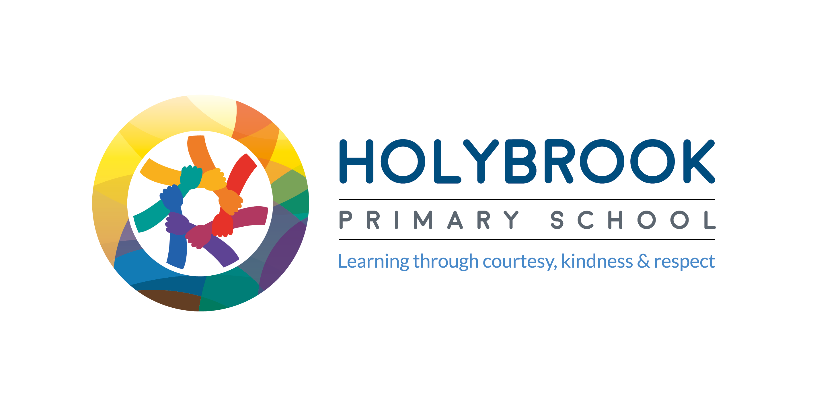 HOLYBROOK
PRIMARY SCHOOL
Learning through courtesy, kindness & respect